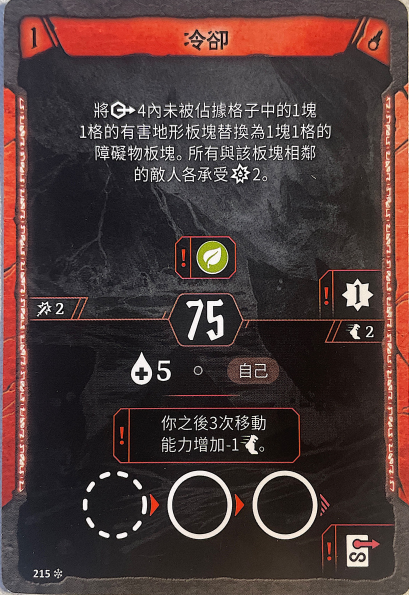 1
冷卻
將4內未被佔據格子中的1塊
1格的有害地形板塊替換為1塊1格的
障礙物板塊。所有與該板塊相鄰
的敵人各承受2。
!
! 1
2
75
2
5
自己
! 你之後3次移動
能力增加-1。
!
215